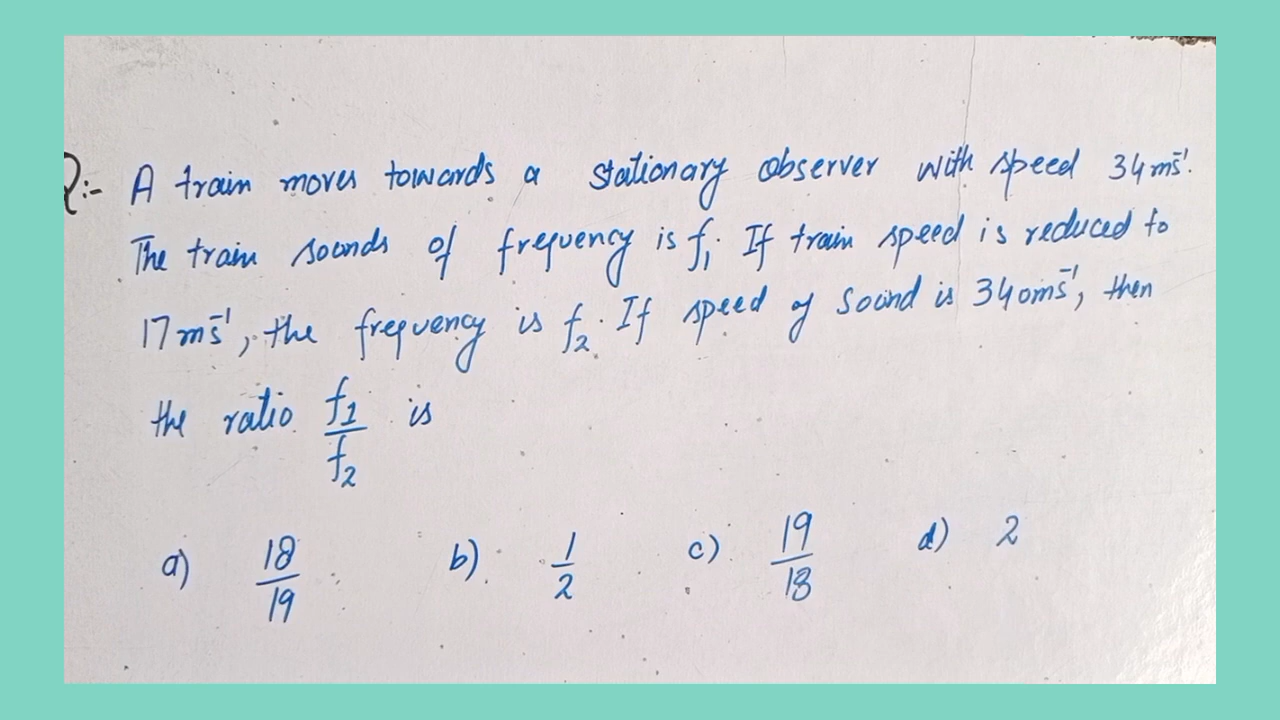 Q:- A train moves towards a stationary observer with speed 34ms⁻¹.
The train sounds of frequency is f₁. If train speed is reduced to
17ms⁻¹, the frequency is f₂. If speed of sound is 340ms⁻¹, then
the ratio f₁/f₂ is
a) 18/19 b) 1/2 c) 19/18 d) 2